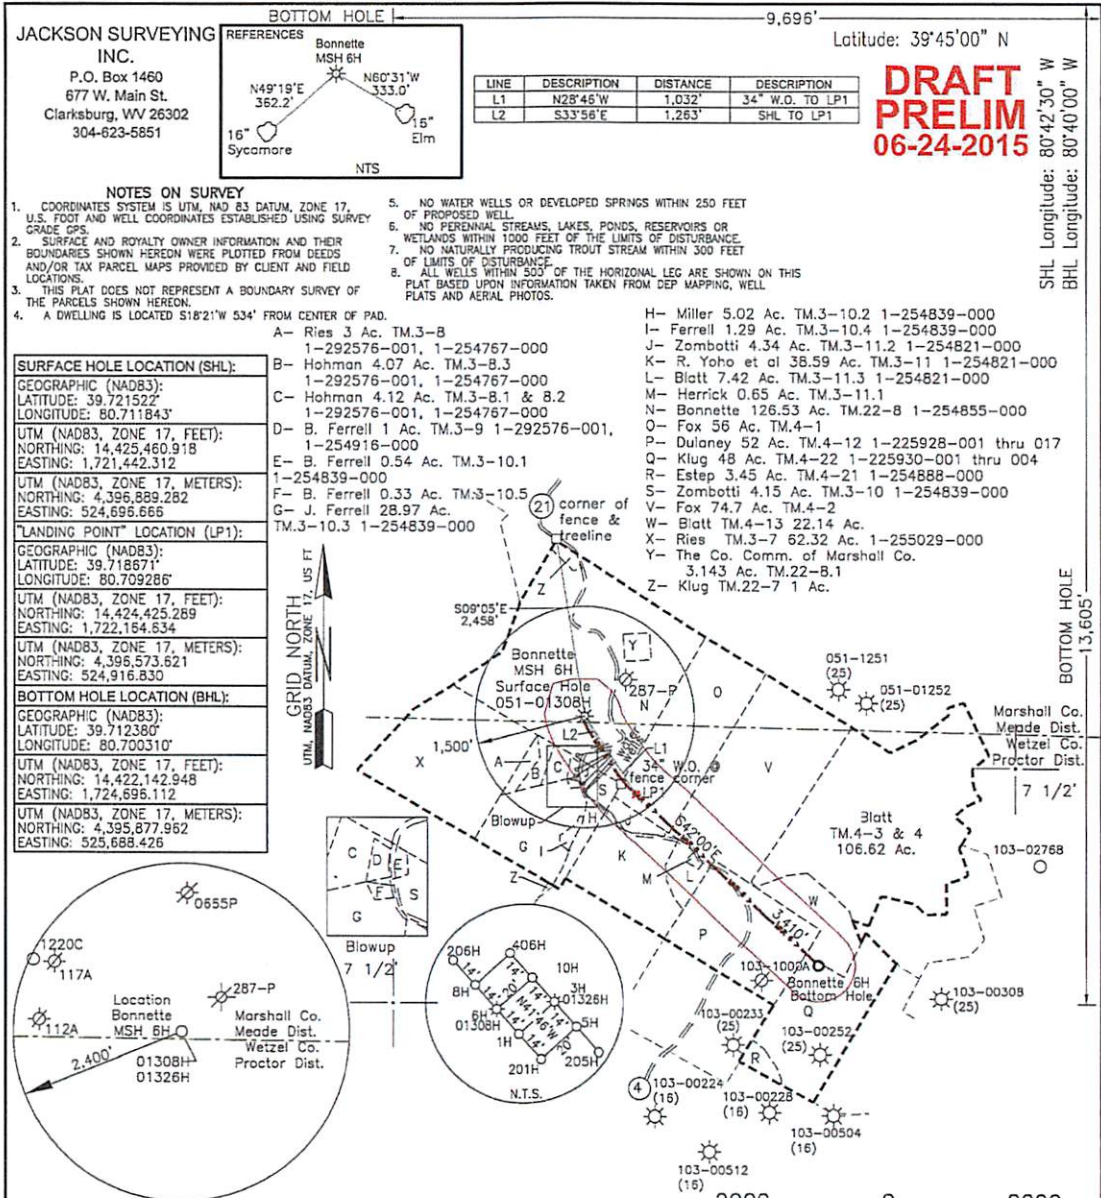 BOTTOM HOLE
9,696'
JACKSON SURVEYING
INC.
P.O. Box 1460
677 W. Main St.
Clarksburg, WV 26302
304-623-5851
REFERENCES
Bonnette
MSH 6H
N49°19'E
362.2'
N60°31'W
333.0'
16"
Sycamore
15"
Elm
NTS
Latitude: 39°45'00" N
LINE DESCRIPTION DISTANCE DESCRIPTION
L1 N28°46'W 1,032' 34" W.O. TO LP1
L2 S33°56'E 1,263' SHL TO LP1
DRAFT
PRELIM
06-24-2015
SHL Longitude: 80°42'30" W
BHL Longitude: 80°40'00" W
NOTES ON SURVEY
1. COORDINATES SYSTEM IS UTM, NAD 83 DATUM, ZONE 17,
U.S. FOOT AND WELL COORDINATES ESTABLISHED USING SURVEY
GRADE GPS.
2. SURFACE AND ROYALTY OWNER INFORMATION AND THEIR
BOUNDARIES SHOWN HEREON WERE PLOTTED FROM DEEDS
AND/OR TAX PARCEL MAPS PROVIDED BY CLIENT AND FIELD
LOCATIONS.
3. THIS PLAT DOES NOT REPRESENT A BOUNDARY SURVEY OF
THE PARCELS SHOWN HEREON.
4. A DWELLING IS LOCATED S18°21'W 534' FROM CENTER OF PAD.
5. NO WATER WELLS OR DEVELOPED SPRINGS WITHIN 250 FEET
OF PROPOSED WELL.
6. NO PERENNIAL STREAMS, LAKES, PONDS, RESERVOIRS OR
WETLANDS WITHIN 1000 FEET OF THE LIMITS OF DISTURBANCE.
7. NO NATURALLY PRODUCING TROUT STREAM WITHIN 300 FEET
OF LIMITS OF DISTURBANCE.
8. ALL WELLS WITHIN 500' OF THE HORIZONAL LEG ARE SHOWN ON THIS
PLAT BASED UPON INFORMATION TAKEN FROM DEP MAPPING, WELL
PLATS AND AERIAL PHOTOS.
A– Ries 3 Ac. TM.3–8
1–292576–001, 1–254767–000
B– Hohman 4.07 Ac. TM.3–8.3
1–292576–001, 1–254767–000
C– Hohman 4.12 Ac. TM.3–8.1 & 8.2
1–292576–001, 1–254767–000
D– B. Ferrell 1 Ac. TM.3–9 1–292576–001,
1–254916–000
E– B. Ferrell 0.54 Ac. TM.3–10.1
1–254839–000
F– B. Ferrell 0.33 Ac. TM.3–10.5
G– J. Ferrell 28.97 Ac.
TM.3–10.3 1–254839–000
H– Miller 5.02 Ac. TM.3–10.2 1–254839–000
I– Ferrell 1.29 Ac. TM.3–10.4 1–254839–000
J– Zombotti 4.34 Ac. TM.3–11.2 1–254821–000
K– R. Yoho et al 38.59 Ac. TM.3–11 1–254821–000
L– Blatt 7.42 Ac. TM.3–11.3 1–254821–000
M– Herrick 0.65 Ac. TM.3–11.1
N– Bonnette 126.53 Ac. TM.22–8 1–254855–000
O– Fox 56 Ac. TM.4–1
P– Dulaney 52 Ac. TM.4–12 1–225928–001 thru 017
Q– Klug 48 Ac. TM.4–22 1–225930–001 thru 004
R– Estep 3.45 Ac. TM.4–21 1–254888–000
S– Zombotti 4.15 Ac. TM.3–10 1–254839–000
V– Fox 74.7 Ac. TM.4–2
W– Blatt TM.4–13 22.14 Ac.
X– Ries TM.3–7 62.32 Ac. 1–255029–000
Y– The Co. Comm. of Marshall Co.
3.143 Ac. TM.22–8.1
Z– Klug TM.22–7 1 Ac.
SURFACE HOLE LOCATION (SHL):
GEOGRAPHIC (NAD83):
LATITUDE: 39.721522°
LONGITUDE: 80.711843°
UTM (NAD83, ZONE 17, FEET):
NORTHING: 14,425,460.918
EASTING: 1,721,442.312
UTM (NAD83, ZONE 17, METERS):
NORTHING: 4,396,889.282
EASTING: 524,696.666
"LANDING POINT" LOCATION (LP1):
GEOGRAPHIC (NAD83):
LATITUDE: 39.718671°
LONGITUDE: 80.709286°
UTM (NAD83, ZONE 17, FEET):
NORTHING: 14,424,425.289
EASTING: 1,722,164.634
UTM (NAD83, ZONE 17, METERS):
NORTHING: 4,396,573.621
EASTING: 524,916.830
BOTTOM HOLE LOCATION (BHL):
GEOGRAPHIC (NAD83):
LATITUDE: 39.712380°
LONGITUDE: 80.700310°
UTM (NAD83, ZONE 17, FEET):
NORTHING: 14,422,142.948
EASTING: 1,724,696.112
UTM (NAD83, ZONE 17, METERS):
NORTHING: 4,395,877.962
EASTING: 525,688.426
GRID NORTH
UTM, NAD83 DATUM, ZONE 17, US FT
21
corner of
fence &
treeline
Z
S09°05'E
2,458'
Y
Bonnette
MSH 6H
Surface Hole
051–01308H
287–P
N
O
051–1251
(25)
051–01252
(25)
BOTTOM HOLE
13,605'
Marshall Co.
Meade Dist.
Wetzel Co.
Proctor Dist.
7 1/2'
1,500'
L2
L1
X
A
B
C
J
34" W.O.
fence corner
LP1
S
V
Blowup
H
G
I
Z
K
M
L
S42°00'E
3,410'
W
P
Blatt
TM.4–3 & 4
106.62 Ac.
103–02768
103–1000A
Bonnette 6H
Bottom Hole
Q
103–00308
(25)
103–00233
(25)
103–00252
(25)
R
4
103–00224
(16)
103–00228
(16)
103–00504
(16)
103–00512
(16)
C
D
E
F
S
G
Blowup
7 1/2'
0655P
1220C
117A
287–P
112A
Location
Bonnette
MSH 6H
Marshall Co.
Meade Dist.
Wetzel Co.
Proctor Dist.
01308H
01326H
2,400'
206H
406H
10H
8H
3H
01326H
6H
01308H
5H
1H
201H
205H
14'
14'
20'
N41°46'W
14'
14'
14'
14'
14'
20'
N.T.S.